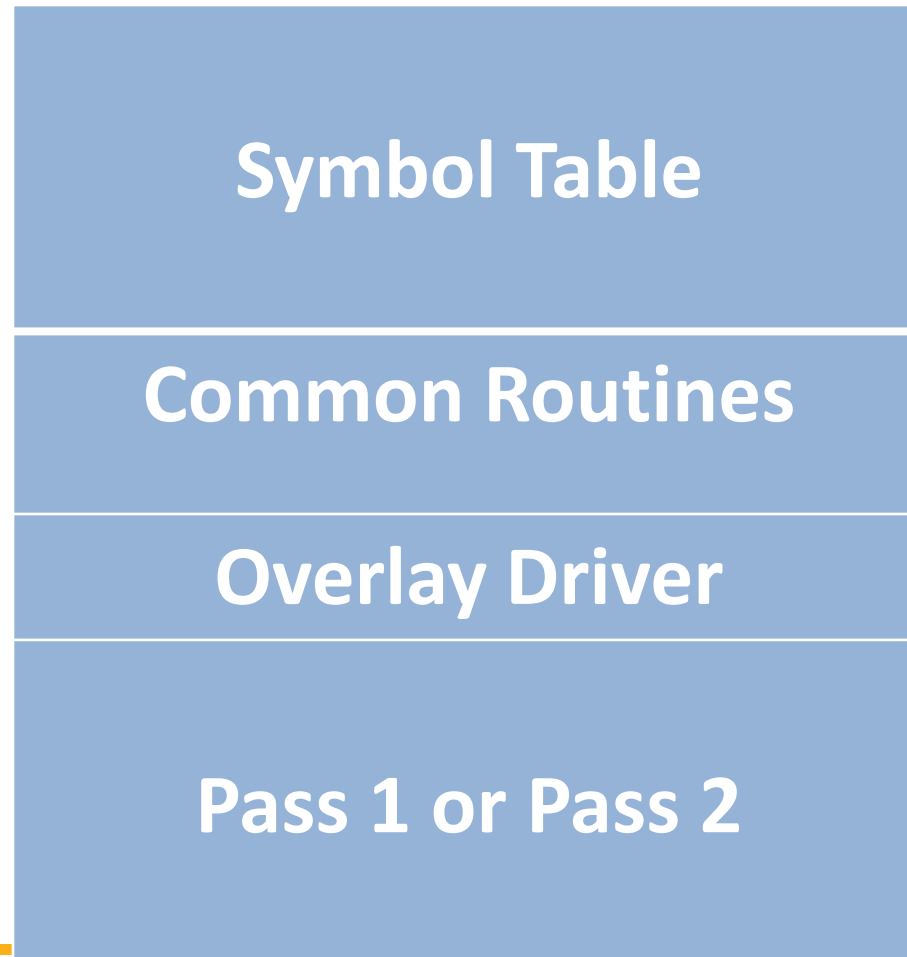 Symbol Table
Common Routines
Overlay Driver
Pass 1 or Pass 2